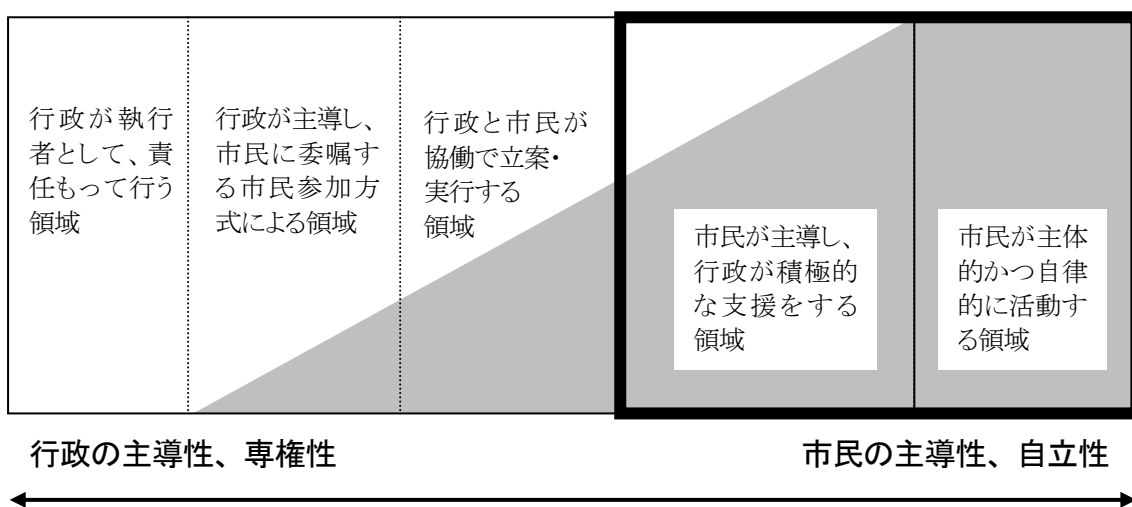 行政が執行
者として、責
任もって行う
領域
行政が主導し、
市民に委嘱す
る市民参加方
式による領域
行政と市民が
協働で立案・
実行する
領域
市民が主導し、
行政が積極的
な支援をする
領域
市民が主体
的かつ自律
的に活動す
る領域
行政の主導性、専権性
市民の主導性、自立性